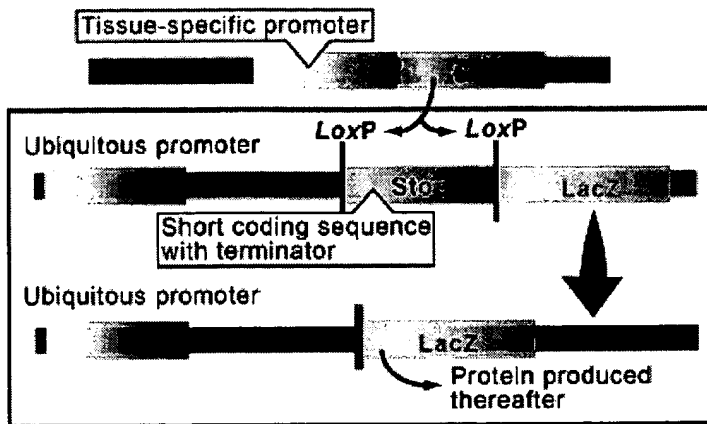 Tissue-specific promoter
LoxP LoxP
Ubiquitous promoter
Sto LacZ
Short coding sequence
with terminator
Ubiquitous promoter
LacZ
Protein produced
thereafter